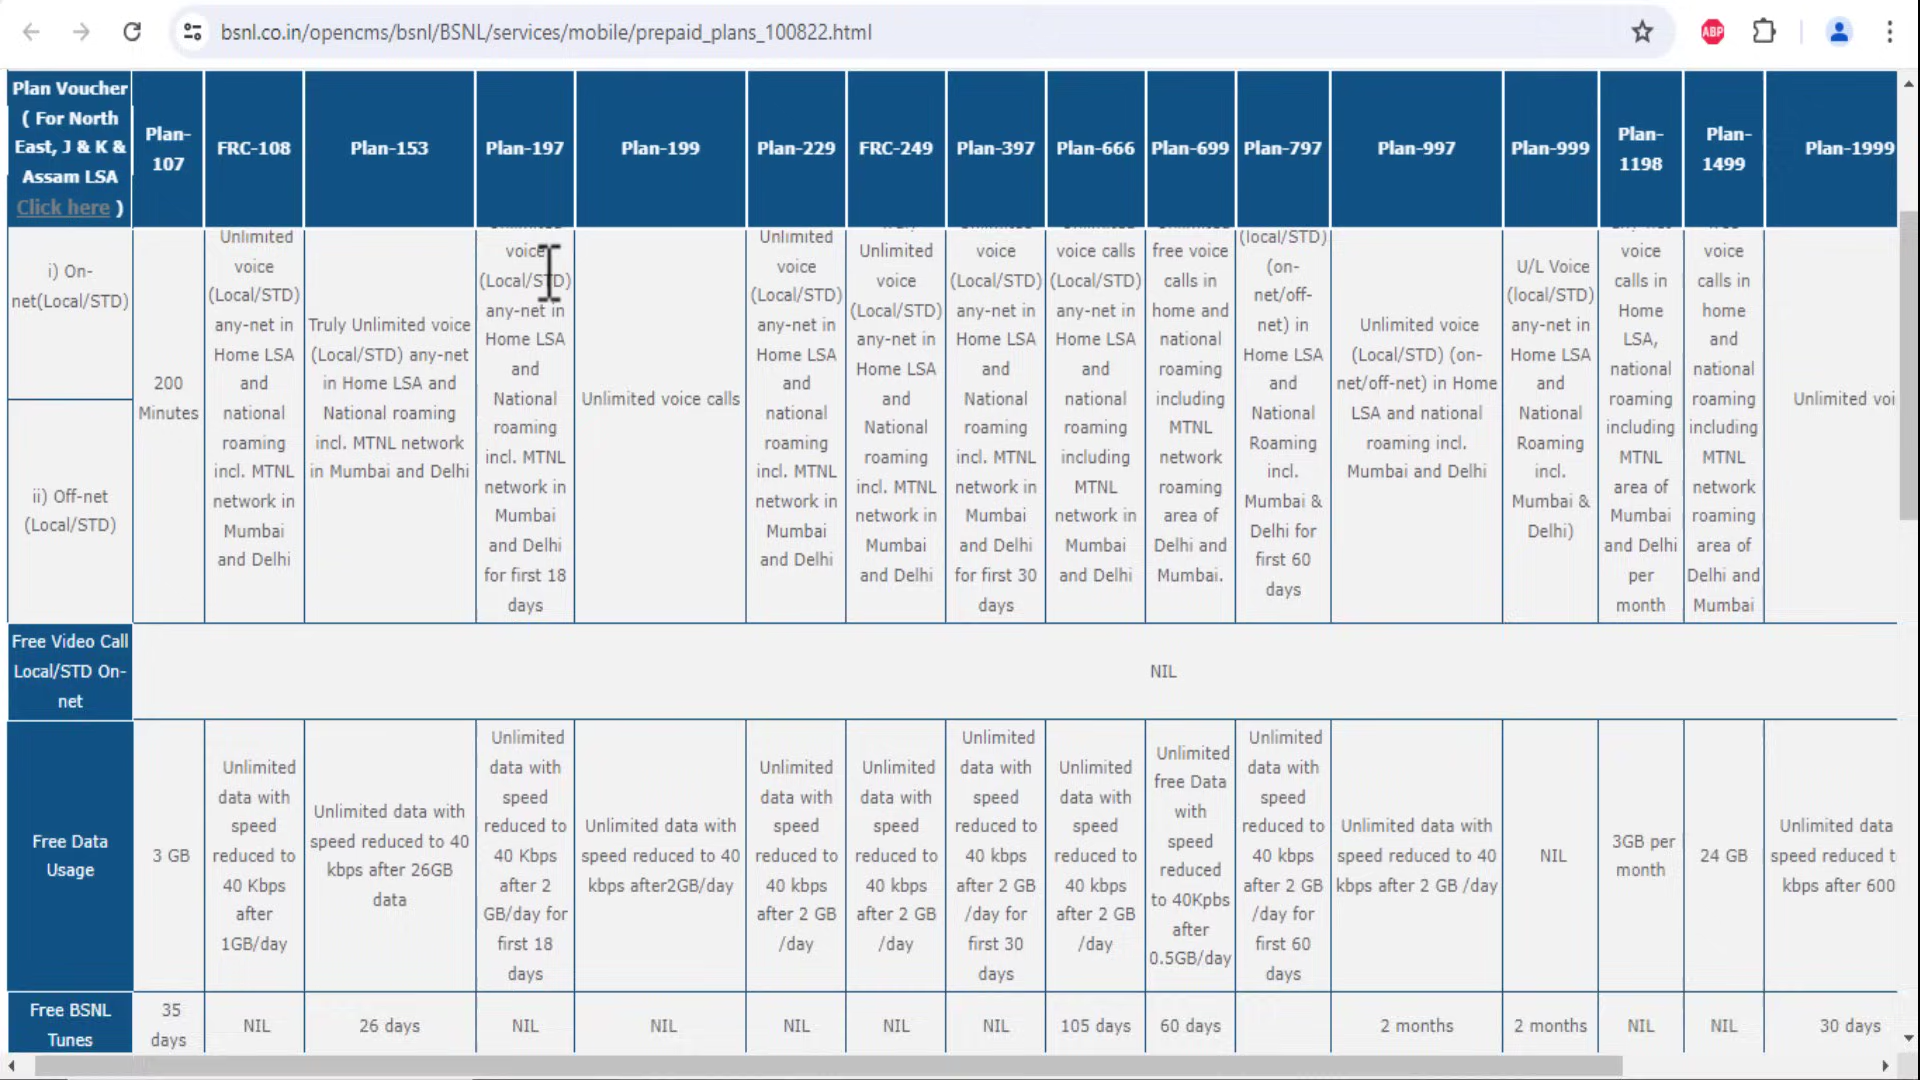 bsnl.co.in/opencms/bsnl/BSNL/services/mobile/prepaid_plans_100822.html
ABP
Plan Voucher
( For North
East, J & K &
Assam LSA
Click here )
Plan-
107
FRC-108
Plan-153
Plan-197
Plan-199
Plan-229
FRC-249
Plan-397
Plan-666
Plan-699
Plan-797
Plan-997
Plan-999
Plan-
1198
Plan-
1499
Plan-1999
i) On-
net(Local/STD)
ii) Off-net
(Local/STD)
200
Minutes
Unlimited
voice
(Local/STD)
any-net in
Home LSA
and
national
roaming
incl. MTNL
network in
Mumbai
and Delhi
Truly Unlimited voice
(Local/STD) any-net
in Home LSA and
National roaming
incl. MTNL network
in Mumbai and Delhi
voice
(Local/STD)
any-net in
Home LSA
and
National
roaming
incl. MTNL
network in
Mumbai
and Delhi
for first 18
days
Unlimited voice calls
Unlimited
voice
(Local/STD)
any-net in
Home LSA
and
national
roaming
incl. MTNL
network in
Mumbai
and Delhi
Unlimited
voice
(Local/STD)
any-net in
Home LSA
and
National
roaming
incl. MTNL
network in
Mumbai
and Delhi
voice
(Local/STD)
any-net in
Home LSA
and
National
roaming
incl. MTNL
network in
Mumbai
and Delhi
for first 30
days
voice calls
(Local/STD)
any-net in
Home LSA
and
national
roaming
including
MTNL
network in
Mumbai
and Delhi
free voice
calls in
home and
national
roaming
including
MTNL
network
roaming
area of
Delhi and
Mumbai.
(local/STD)
(on-
net/off-
net) in
Home LSA
and
National
Roaming
incl.
Mumbai &
Delhi for
first 60
days
Unlimited voice
(Local/STD) (on-
net/off-net) in Home
LSA and national
roaming incl.
Mumbai and Delhi
U/L Voice
(local/STD)
any-net in
Home LSA
and
National
Roaming
incl.
Mumbai &
Delhi)
voice
calls in
Home
LSA,
national
roaming
including
MTNL
area of
Mumbai
and Delhi
per
month
voice
calls in
home
and
national
roaming
including
MTNL
network
roaming
area of
Delhi and
Mumbai
Unlimited voi
Free Video Call
Local/STD On-
net
NIL
Free Data
Usage
3 GB
Unlimited
data with
speed
reduced to
40 Kbps
after
1GB/day
Unlimited data with
speed reduced to 40
kbps after 26GB
data
Unlimited
data with
speed
reduced to
40 Kbps
after 2
GB/day for
first 18
days
Unlimited data with
speed reduced to 40
kbps after2GB/day
Unlimited
data with
speed
reduced to
40 kbps
after 2 GB
/day
Unlimited
data with
speed
reduced to
40 kbps
after 2 GB
/day
Unlimited
data with
speed
reduced to
40 kbps
after 2 GB
/day for
first 30
days
Unlimited
data with
speed
reduced to
40 kbps
after 2 GB
/day
Unlimited
free Data
with
speed
reduced
to 40Kpbs
after
0.5GB/day
Unlimited
data with
speed
reduced to
40 kbps
after 2 GB
/day for
first 60
days
Unlimited data with
speed reduced to 40
kbps after 2 GB /day
NIL
3GB per
month
24 GB
Unlimited data
speed reduced t
kbps after 600
Free BSNL
Tunes
35
days
NIL
26 days
NIL
NIL
NIL
NIL
NIL
105 days
60 days
2 months
2 months
NIL
NIL
30 days